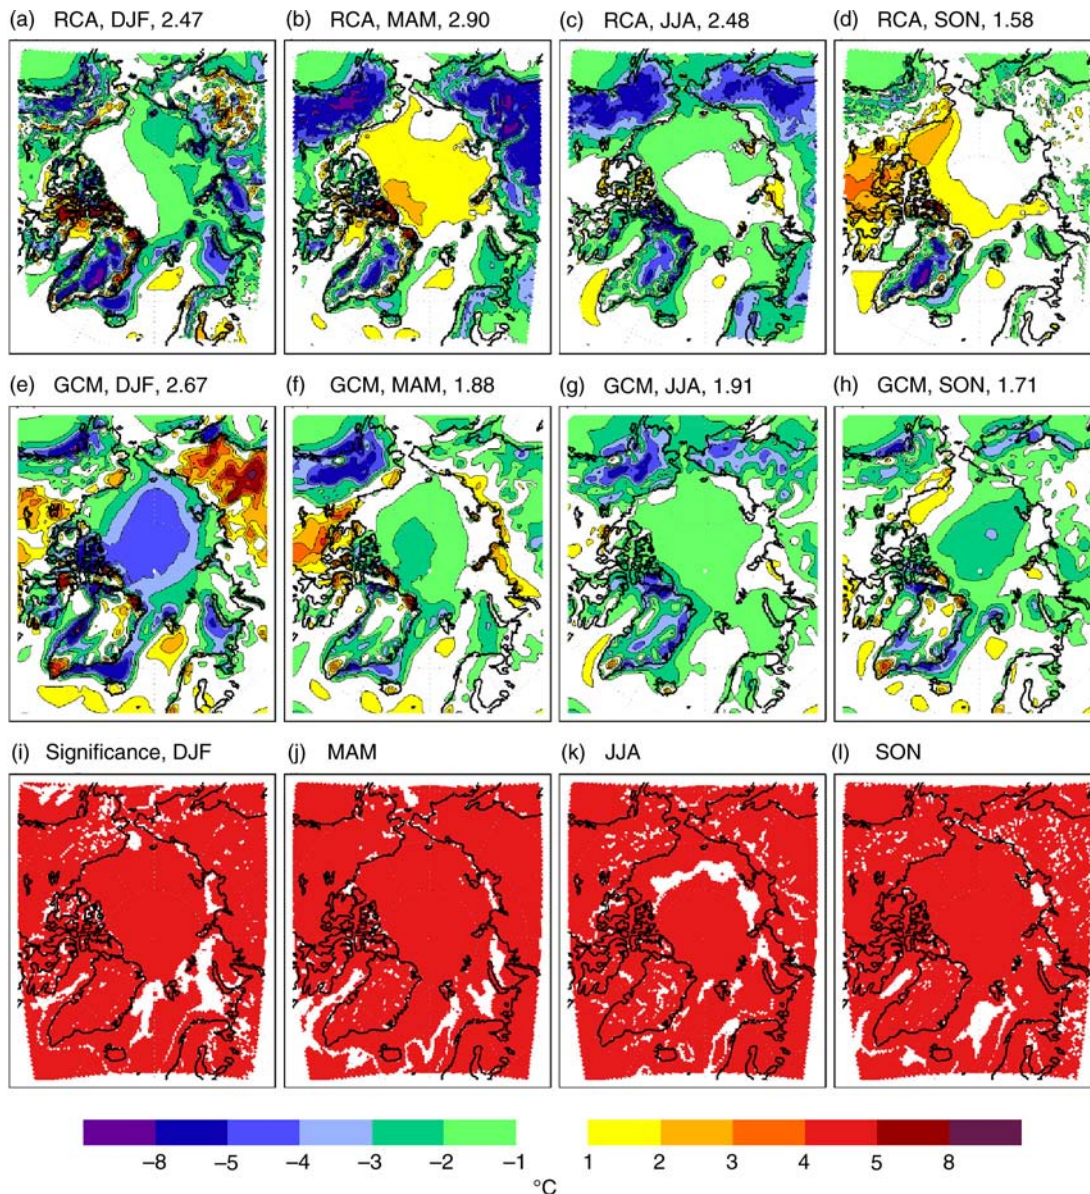 (a) RCA, DJF, 2.47
(b) RCA, MAM, 2.90
(c) RCA, JJA, 2.48
(d) RCA, SON, 1.58
(e) GCM, DJF, 2.67
(f) GCM, MAM, 1.88
(g) GCM, JJA, 1.91
(h) GCM, SON, 1.71
(i) Significance, DJF
(j) MAM
(k) JJA
(l) SON
−8 −5 −4 −3 −2 −1 1 2 3 4 5 8
°C